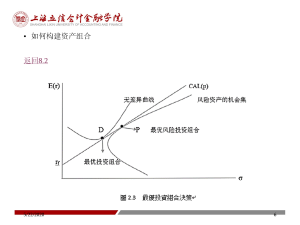 上海立信会计金融学院
• 如何构建资产组合
返回8.2
E(r)
CAL(p)
无差异曲线
风险资产的机会集
D
P
最优风险投资组合
rf
最优投资组合
σ
图 2.3 最优投资组合决策